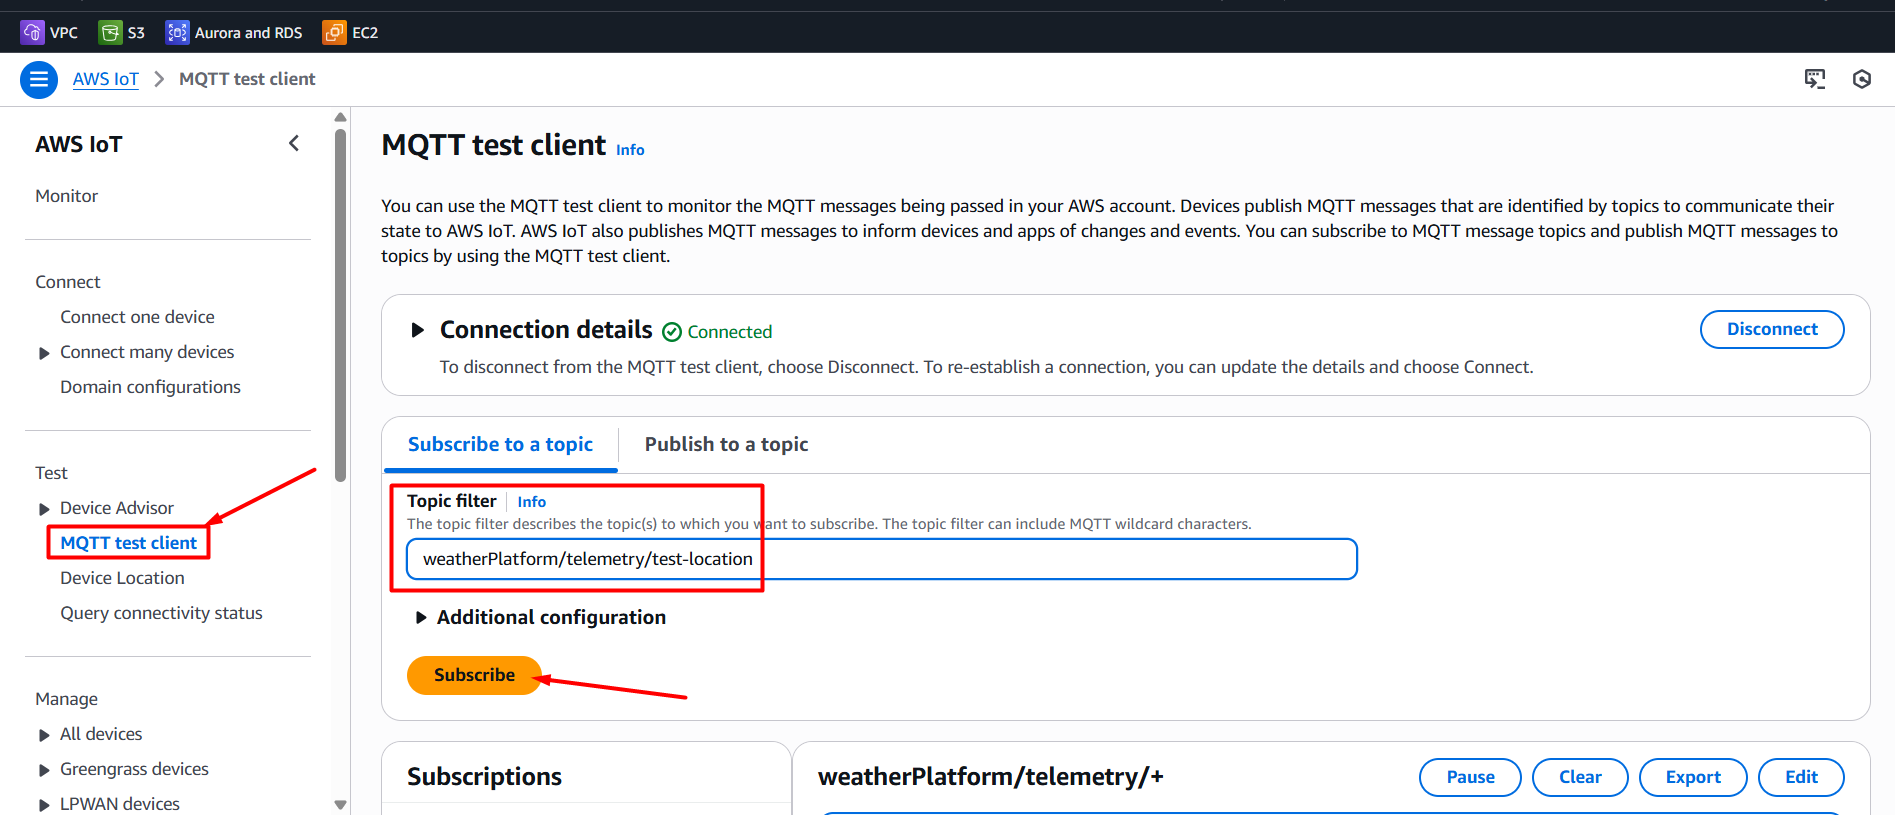 VPC S3 Aurora and RDS EC2
AWS IoT MQTT test client
AWS IoT
Monitor
Connect
Connect one device
Connect many devices
Domain configurations
Test
Device Advisor
MQTT test client
Device Location
Query connectivity status
Manage
All devices
Greengrass devices
LPWAN devices
MQTT test client Info
You can use the MQTT test client to monitor the MQTT messages being passed in your AWS account. Devices publish MQTT messages that are identified by topics to communicate their
state to AWS IoT. AWS IoT also publishes MQTT messages to inform devices and apps of changes and events. You can subscribe to MQTT message topics and publish MQTT messages to
topics by using the MQTT test client.
Connection details Connected
Disconnect
To disconnect from the MQTT test client, choose Disconnect. To re-establish a connection, you can update the details and choose Connect.
Subscribe to a topic Publish to a topic
Topic filter Info
The topic filter describes the topic(s) to which you want to subscribe. The topic filter can include MQTT wildcard characters.
weatherPlatform/telemetry/test-location
Additional configuration
Subscribe
Subscriptions
weatherPlatform/telemetry/+
Pause Clear Export Edit